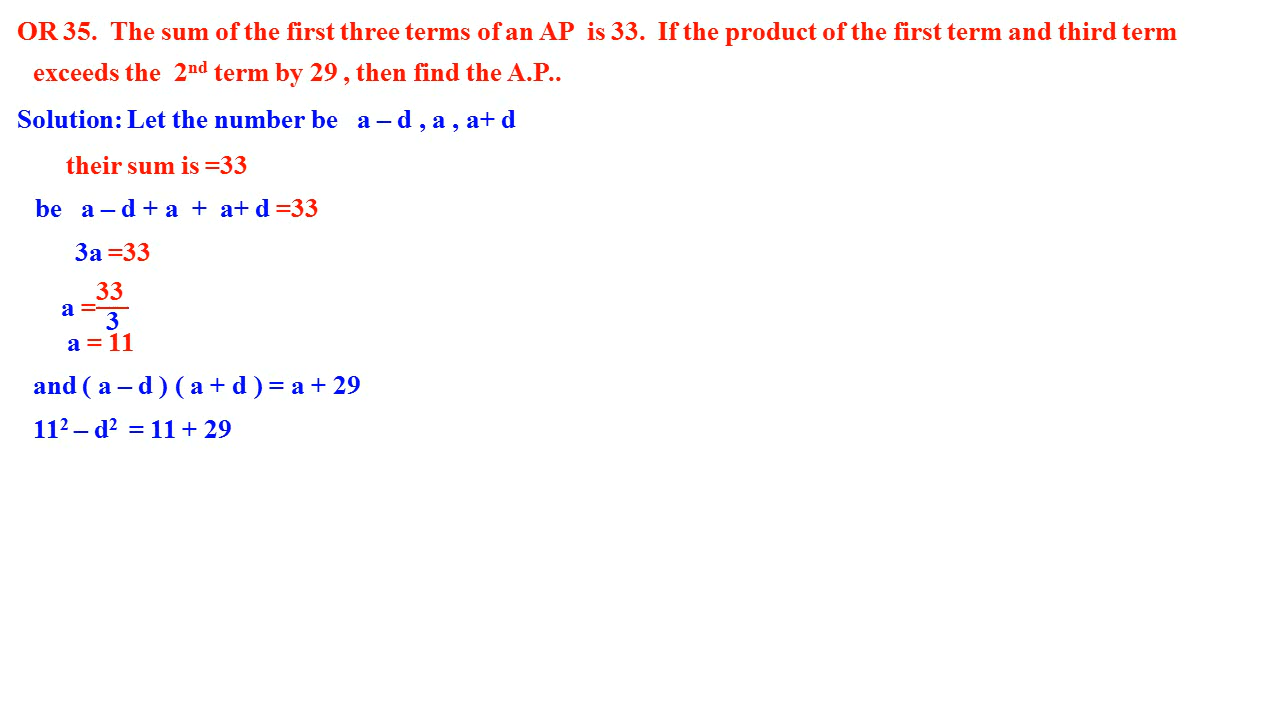 OR 35. The sum of the first three terms of an AP is 33. If the product of the first term and third term
exceeds the 2nd term by 29 , then find the A.P..
Solution: Let the number be a – d , a , a+ d
their sum is =33
be a – d + a + a+ d =33
3a =33
a =33/3
a = 11
and ( a – d ) ( a + d ) = a + 29
11² – d² = 11 + 29